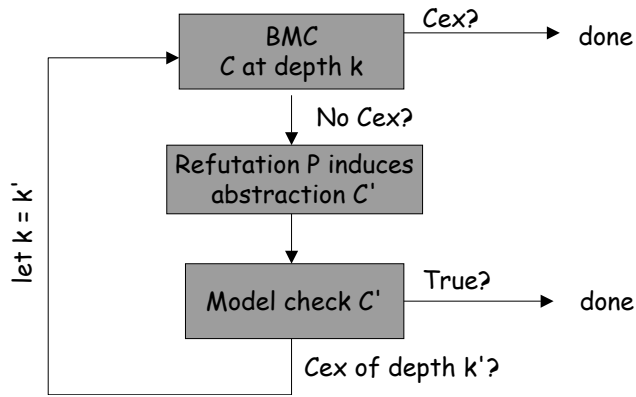 BMC
C at depth k
Cex?
done
No Cex?
Refutation P induces
abstraction C'
let k = k'
Model check C'
True?
done
Cex of depth k'?